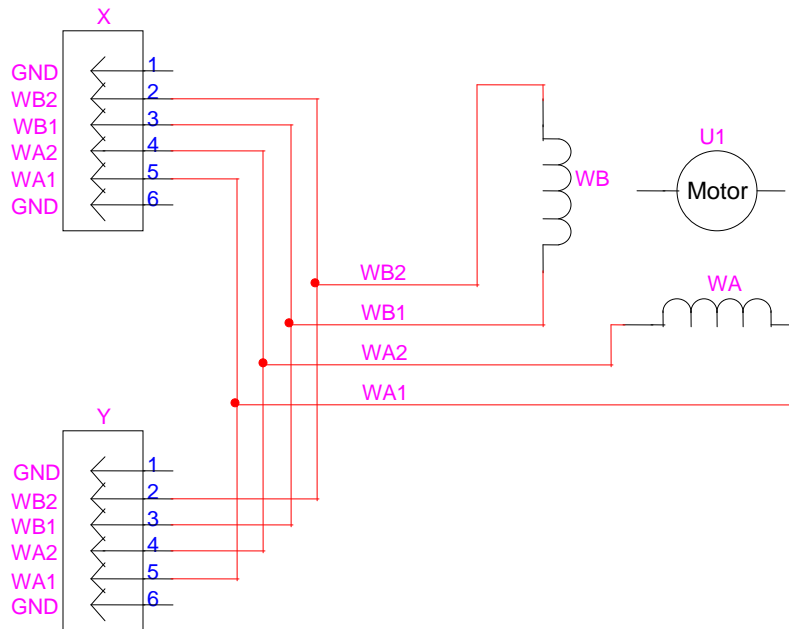 X
GND 1
WB2 2
WB1 3
WA2 4
WA1 5
GND 6
U1
Motor
WB
WA
WB2
WB1
WA2
WA1
Y
GND 1
WB2 2
WB1 3
WA2 4
WA1 5
GND 6